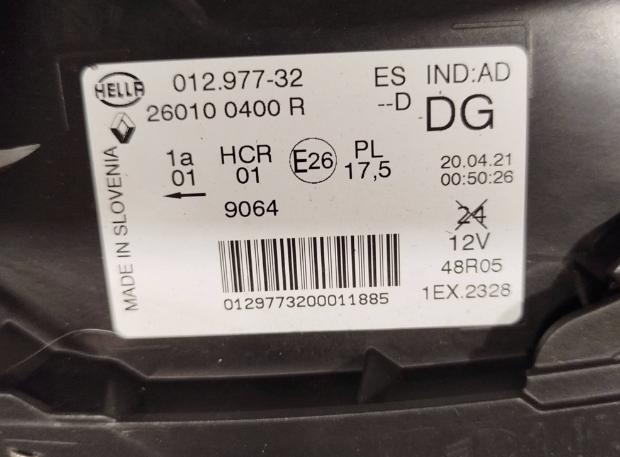 HELLA 012.977-32 ES IND:AD
26010 0400 R --D DG
MADE IN SLOVENIA
1a HCR E26 PL 20.04.21
01 01 17,5 00:50:26
9064 24
12V
48R05
0129773200011885 1EX.2328